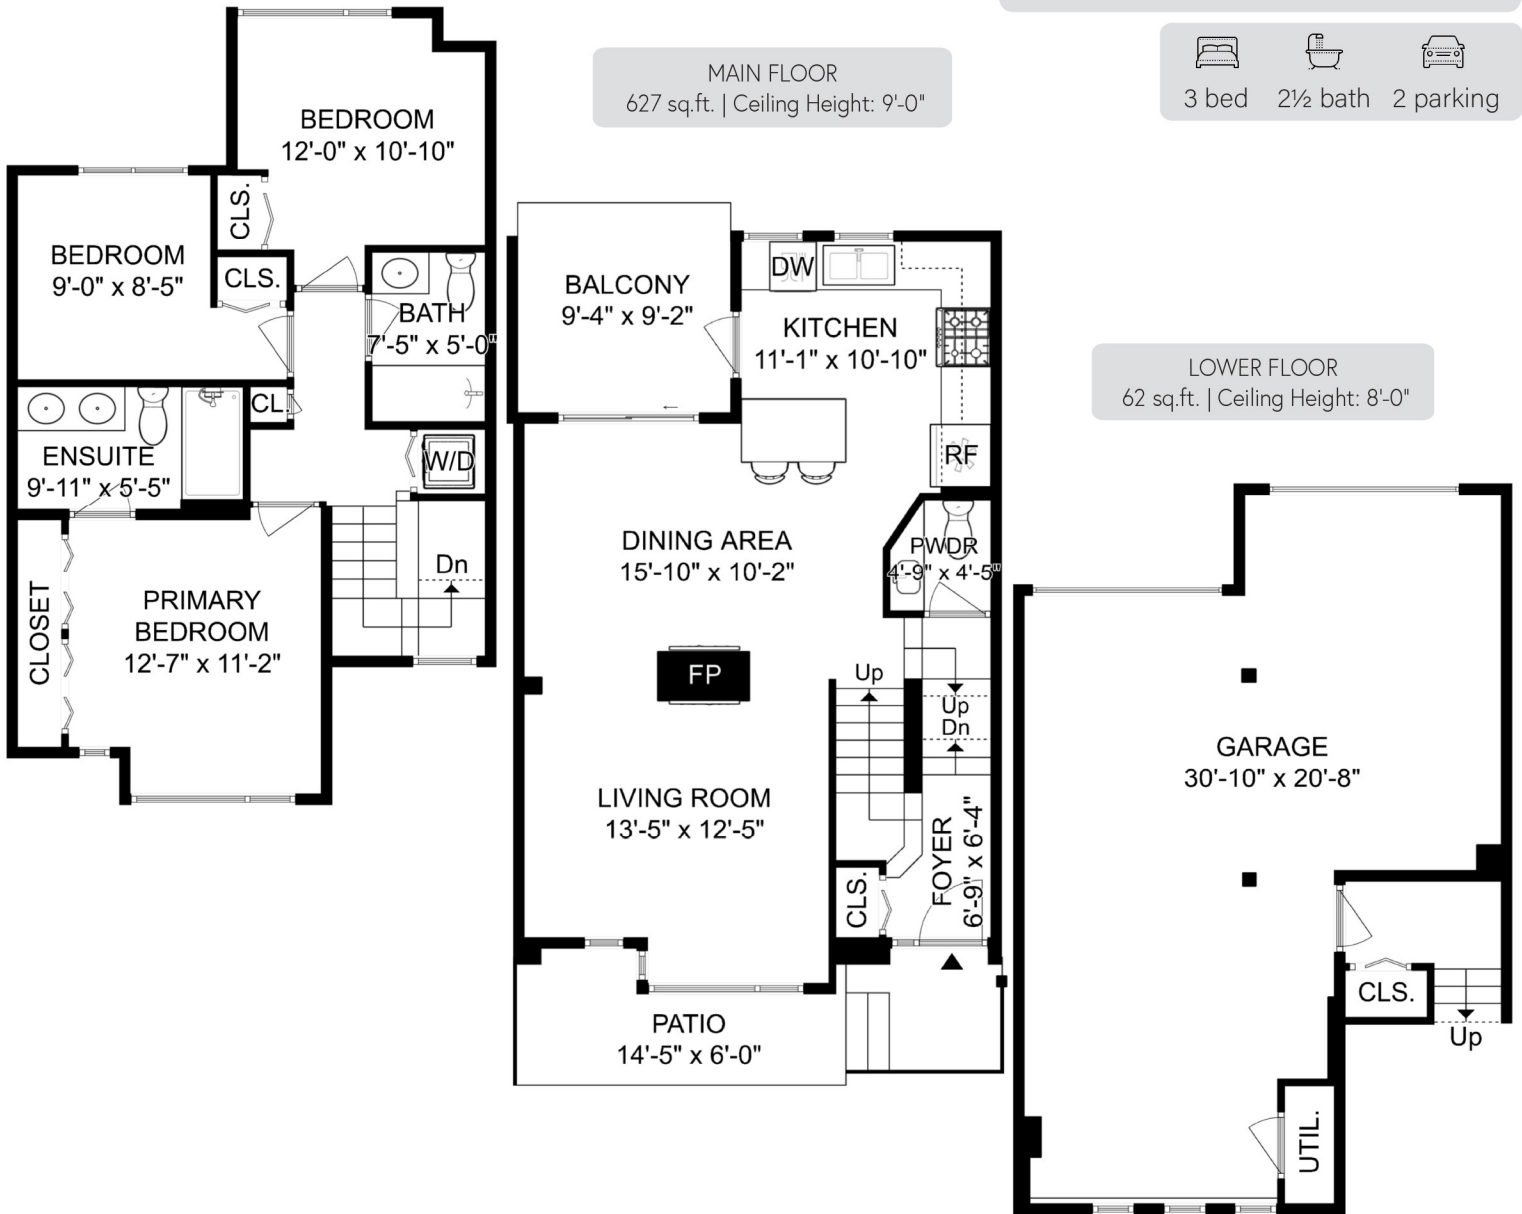 3 bed
2½ bath
2 parking
MAIN FLOOR
627 sq.ft. | Ceiling Height: 9'-0"
LOWER FLOOR
62 sq.ft. | Ceiling Height: 8'-0"
BEDROOM
12'-0" x 10'-10"
CLS.
BEDROOM
9'-0" x 8'-5"
CLS.
BATH
7'-5" x 5'-0"
CL.
ENSUITE
9'-11" x 5'-5"
W/D
Dn
CLOSET
PRIMARY
BEDROOM
12'-7" x 11'-2"
BALCONY
9'-4" x 9'-2"
DW
KITCHEN
11'-1" x 10'-10"
RF
DINING AREA
15'-10" x 10'-2"
PWDR
4'-9" x 4'-5"
FP
Up
Up
Dn
LIVING ROOM
13'-5" x 12'-5"
FOYER
6'-9" x 6'-4"
CLS.
PATIO
14'-5" x 6'-0"
GARAGE
30'-10" x 20'-8"
CLS.
Up
UTIL.